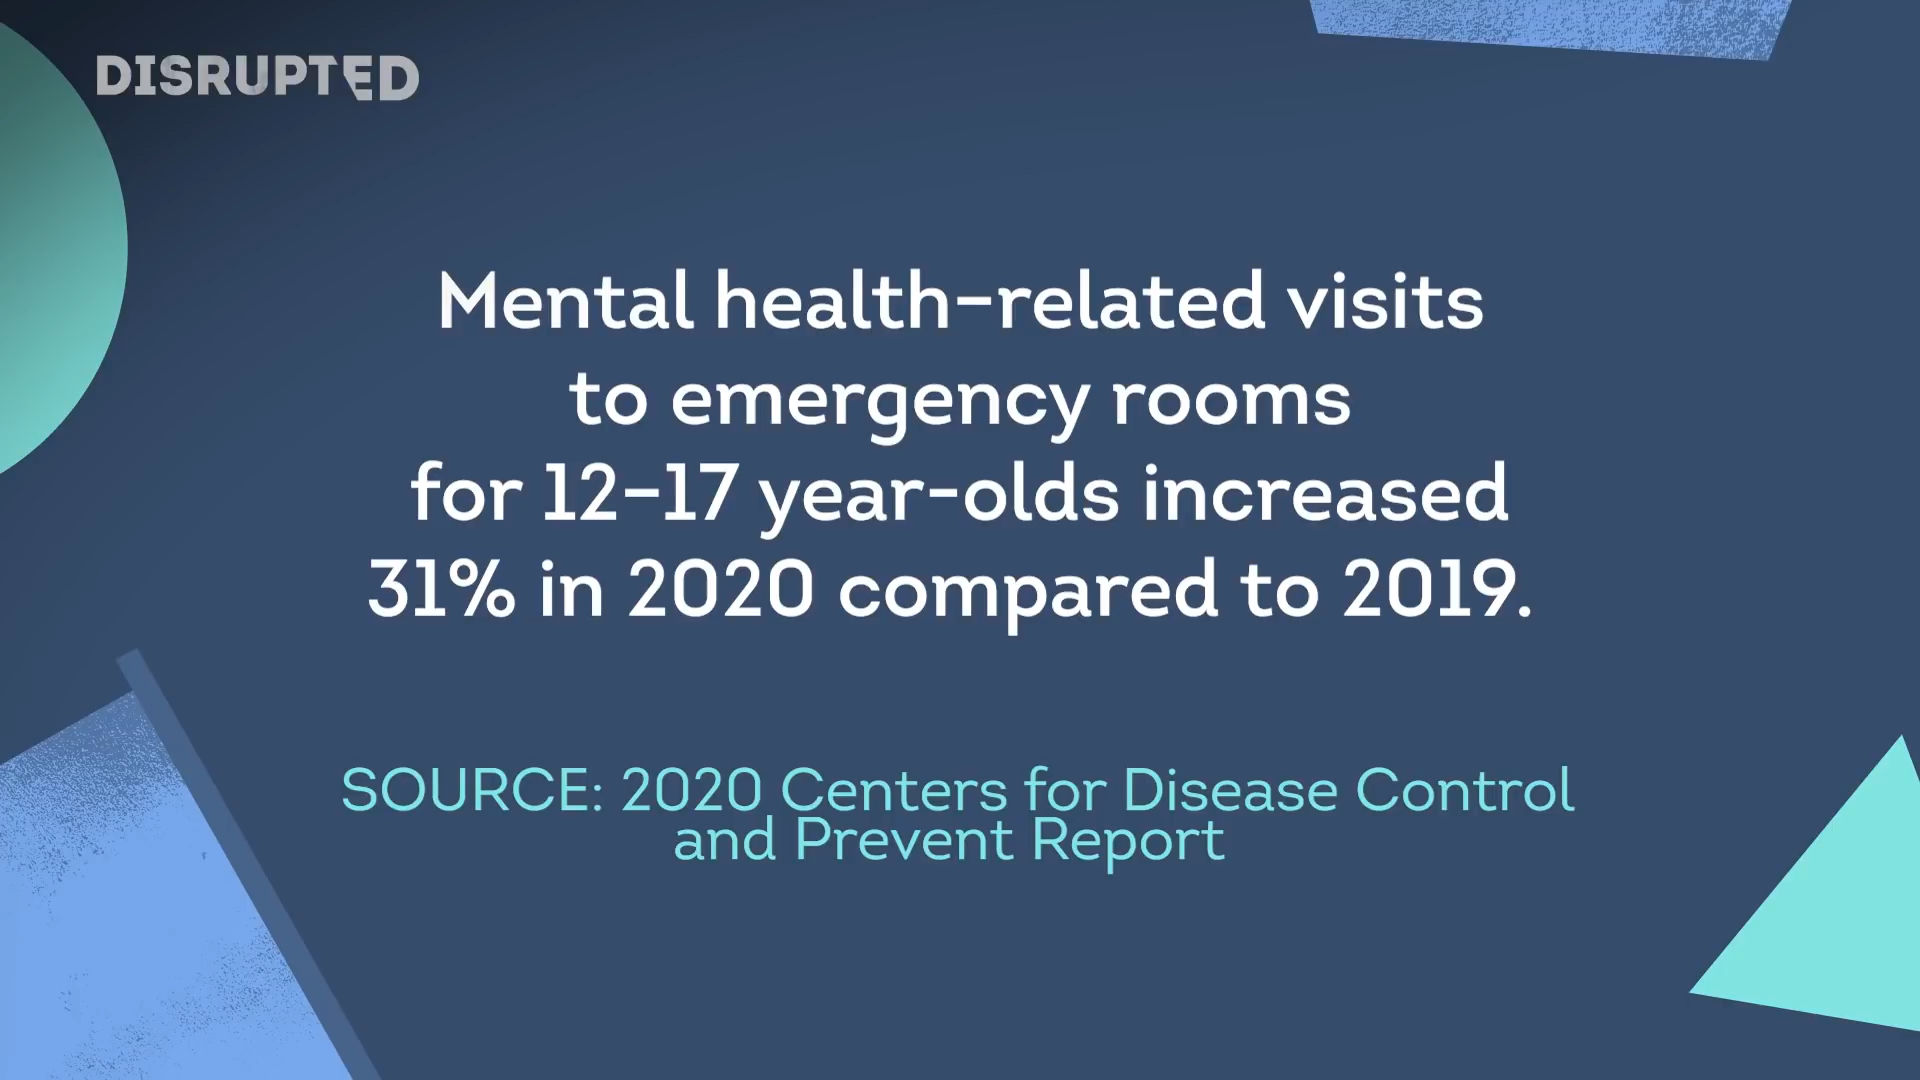 DISRUPTED
Mental health-related visits
to emergency rooms
for 12-17 year-olds increased
31% in 2020 compared to 2019.
SOURCE: 2020 Centers for Disease Control
and Prevent Report